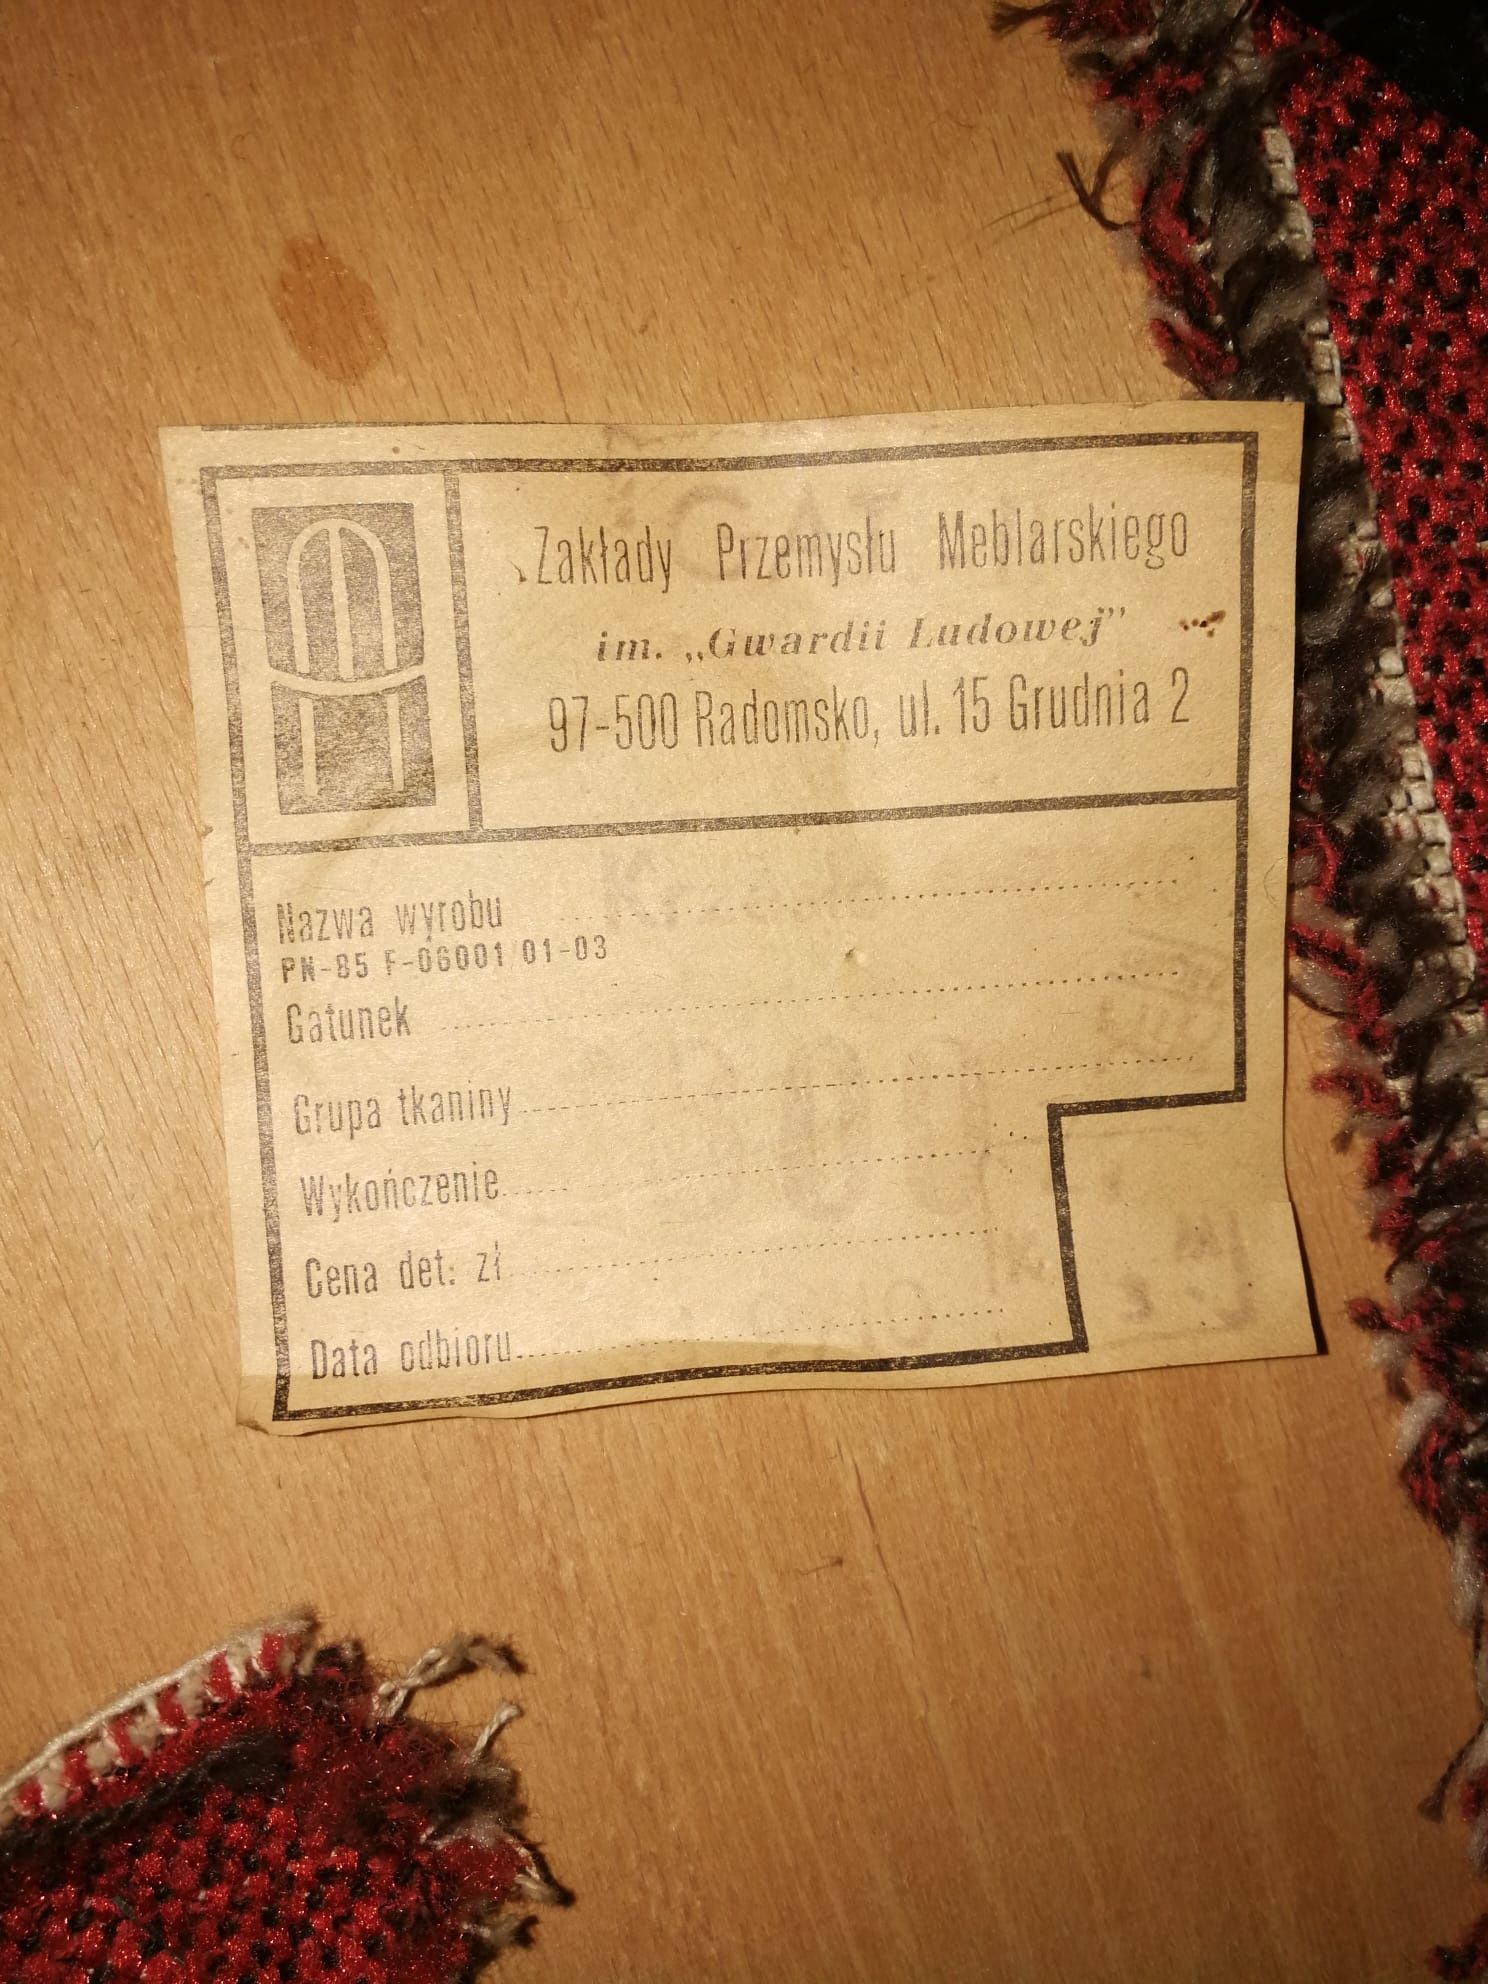 Zakłady Przemysłu Meblarskiego
im. „Gwardii Ludowej”
97-500 Radomsko, ul. 15 Grudnia 2
Nazwa wyrobu
PN-85 F-06001 01-03
Gatunek
Grupa tkaniny
Wykończenie
Cena det: zł
Data odbioru